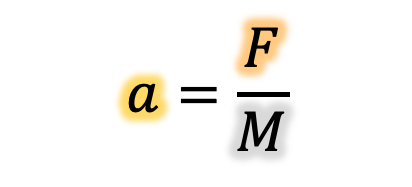 a = F/M